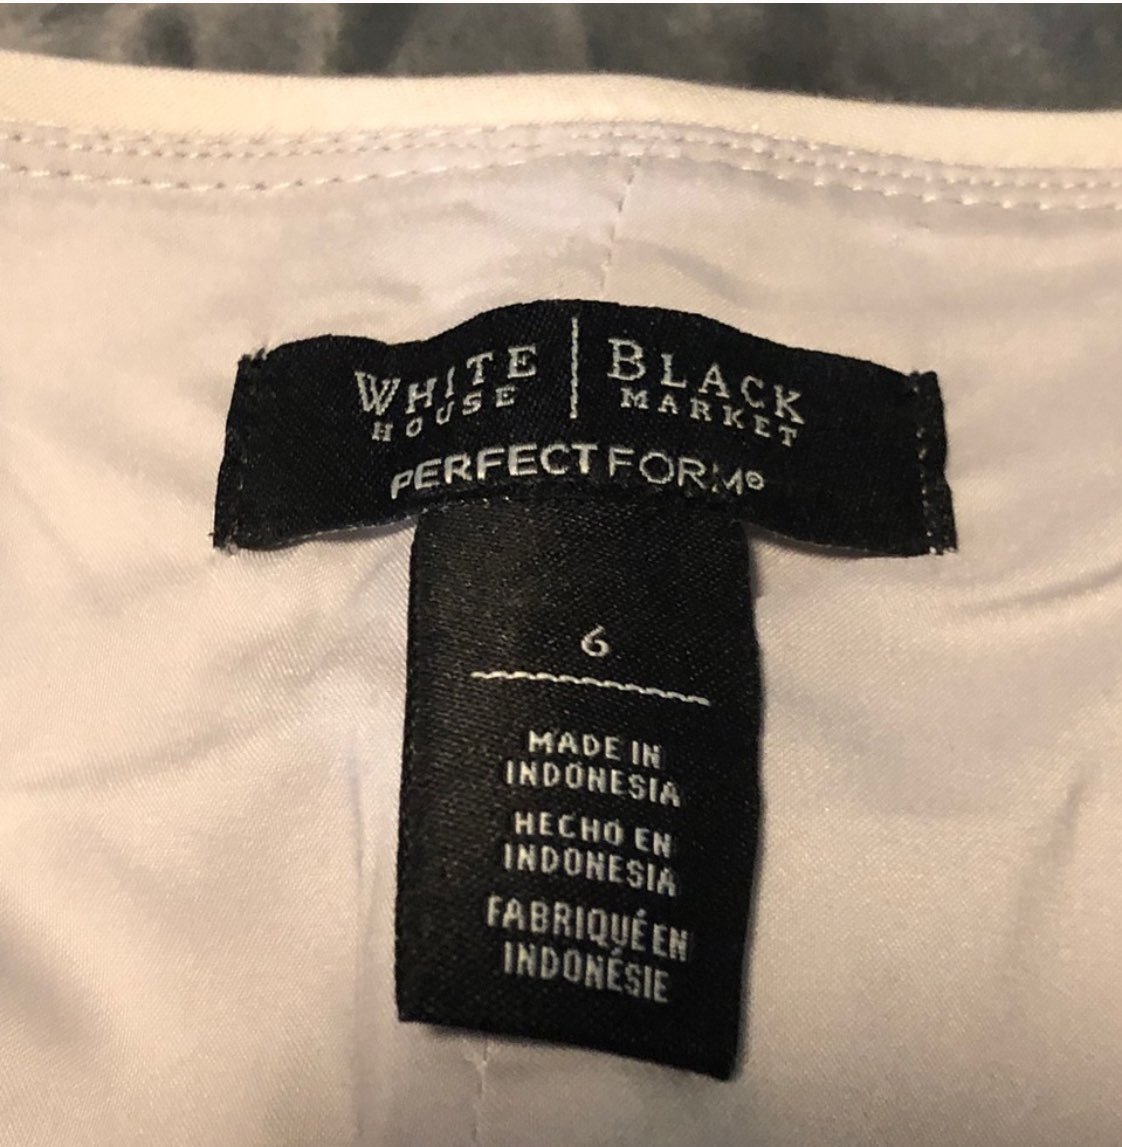 WHITE HOUSE | BLACK MARKET
PERFECT FORM®
6
MADE IN
INDONESIA
HECHO EN
INDONESIA
FABRIQUÉ EN
INDONÉSIE